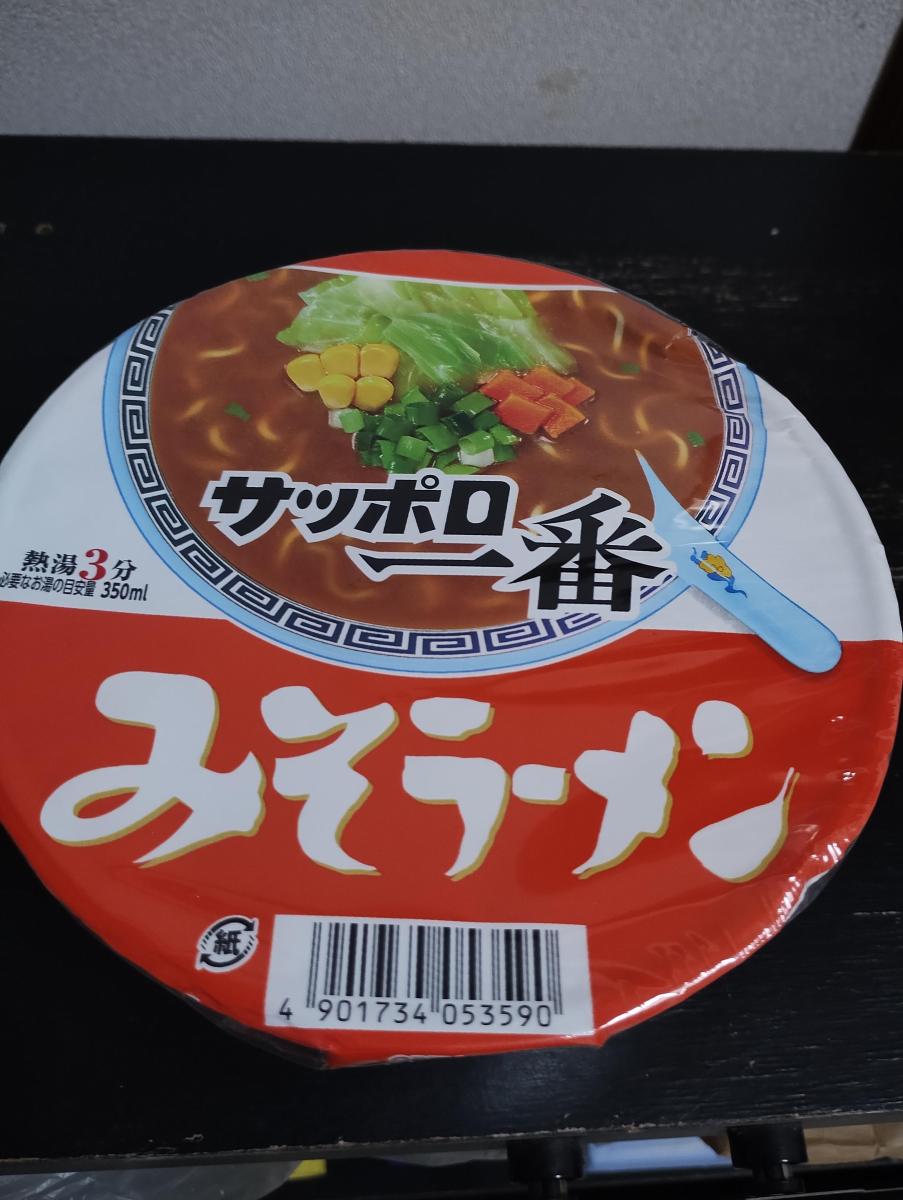 サッポロ
一番
熱湯3分
必要なお湯の目安量 350ml
みそラーメン
紙
4 901734 053590